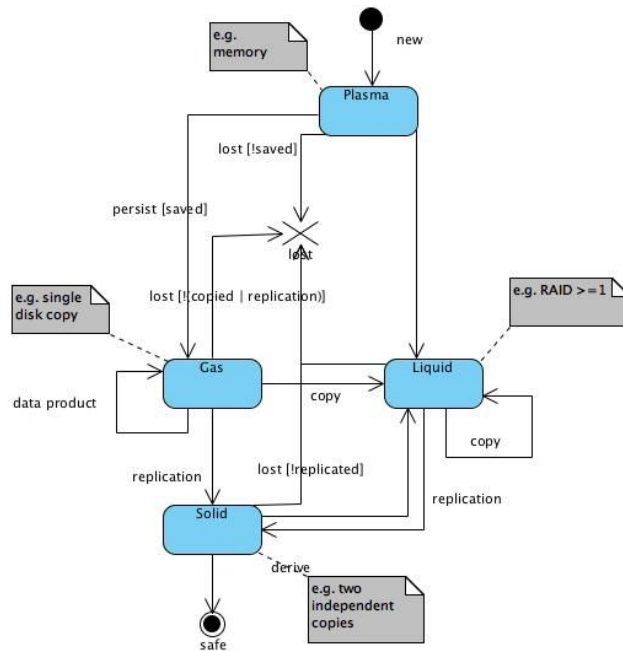 e.g.
memory
new
Plasma
lost [!saved]
persist [saved]
lost
e.g. single
disk copy
lost [!(copied | replication)]
e.g. RAID >=1
Gas
Liquid
data product
copy
copy
replication
lost [!replicated]
replication
Solid
derive
e.g. two
independent
copies
safe